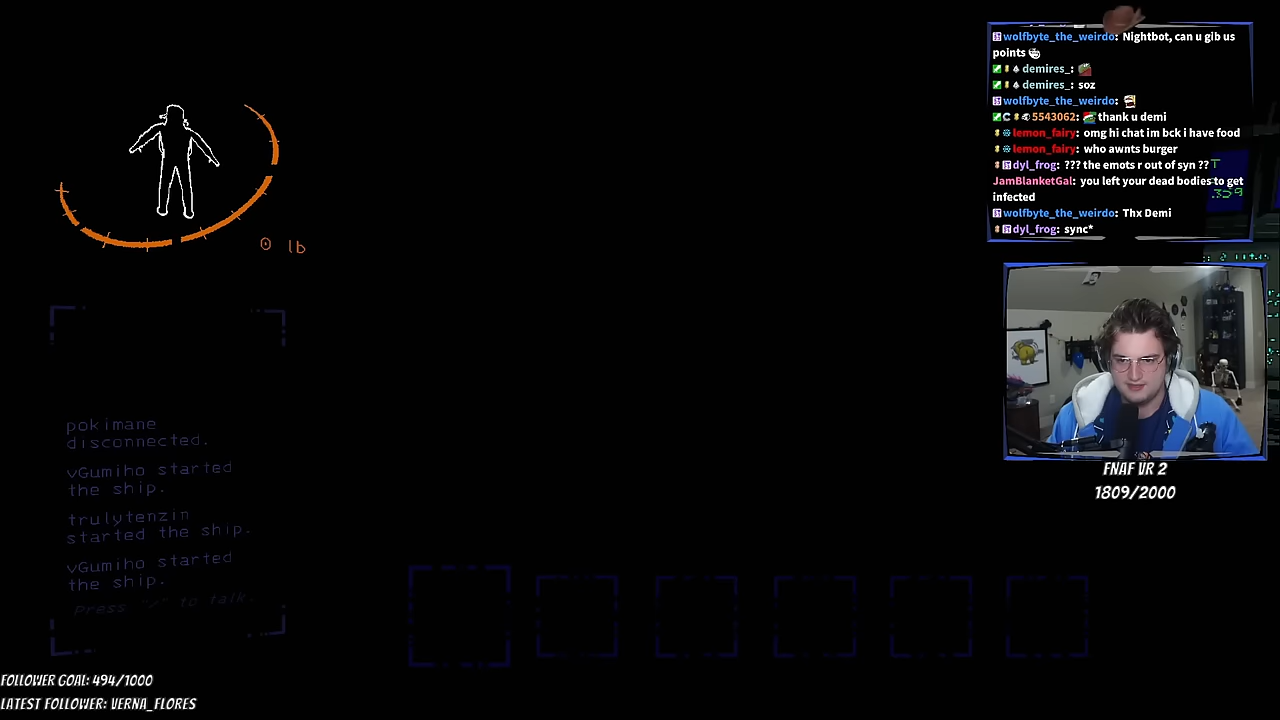 wolfbyte_the_weirdo: Nightbot, can u gib us
points
demires_:
demires_: soz
wolfbyte_the_weirdo:
5543062: thank u demi
lemon_fairy: omg hi chat im bck i have food
lemon_fairy: who awnts burger
dyl_frog: ??? the emots r out of syn ??
JamBlanketGal: you left your dead bodies to get
infected
wolfbyte_the_weirdo: Thx Demi
dyl_frog: sync*
0 lb
pokimane
disconnected.
vGumiho started
the ship.
trulytenzin
started the ship.
vGumiho started
the ship.
Press "/" to talk.
FNAF VR 2
1809/2000
FOLLOWER GOAL: 494/1000
LATEST FOLLOWER: VERNA_FLORES